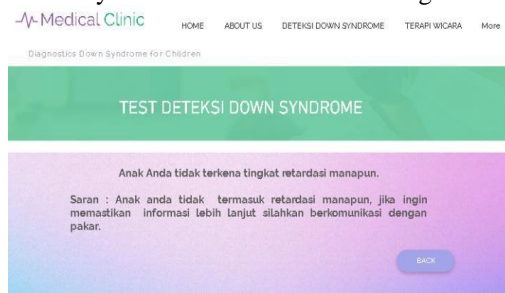 Medical Clinic
HOME ABOUT US DETEKSI DOWN SYNDROME TERAPI WICARA More
Diagnostics Down Syndrome for Children
TEST DETEKSI DOWN SYNDROME
Anak Anda tidak terkena tingkat retardasi manapun.
Saran : Anak anda tidak termasuk retardasi manapun, jika ingin
memastikan informasi lebih lanjut silahkan berkomunikasi dengan
pakar.
BACK